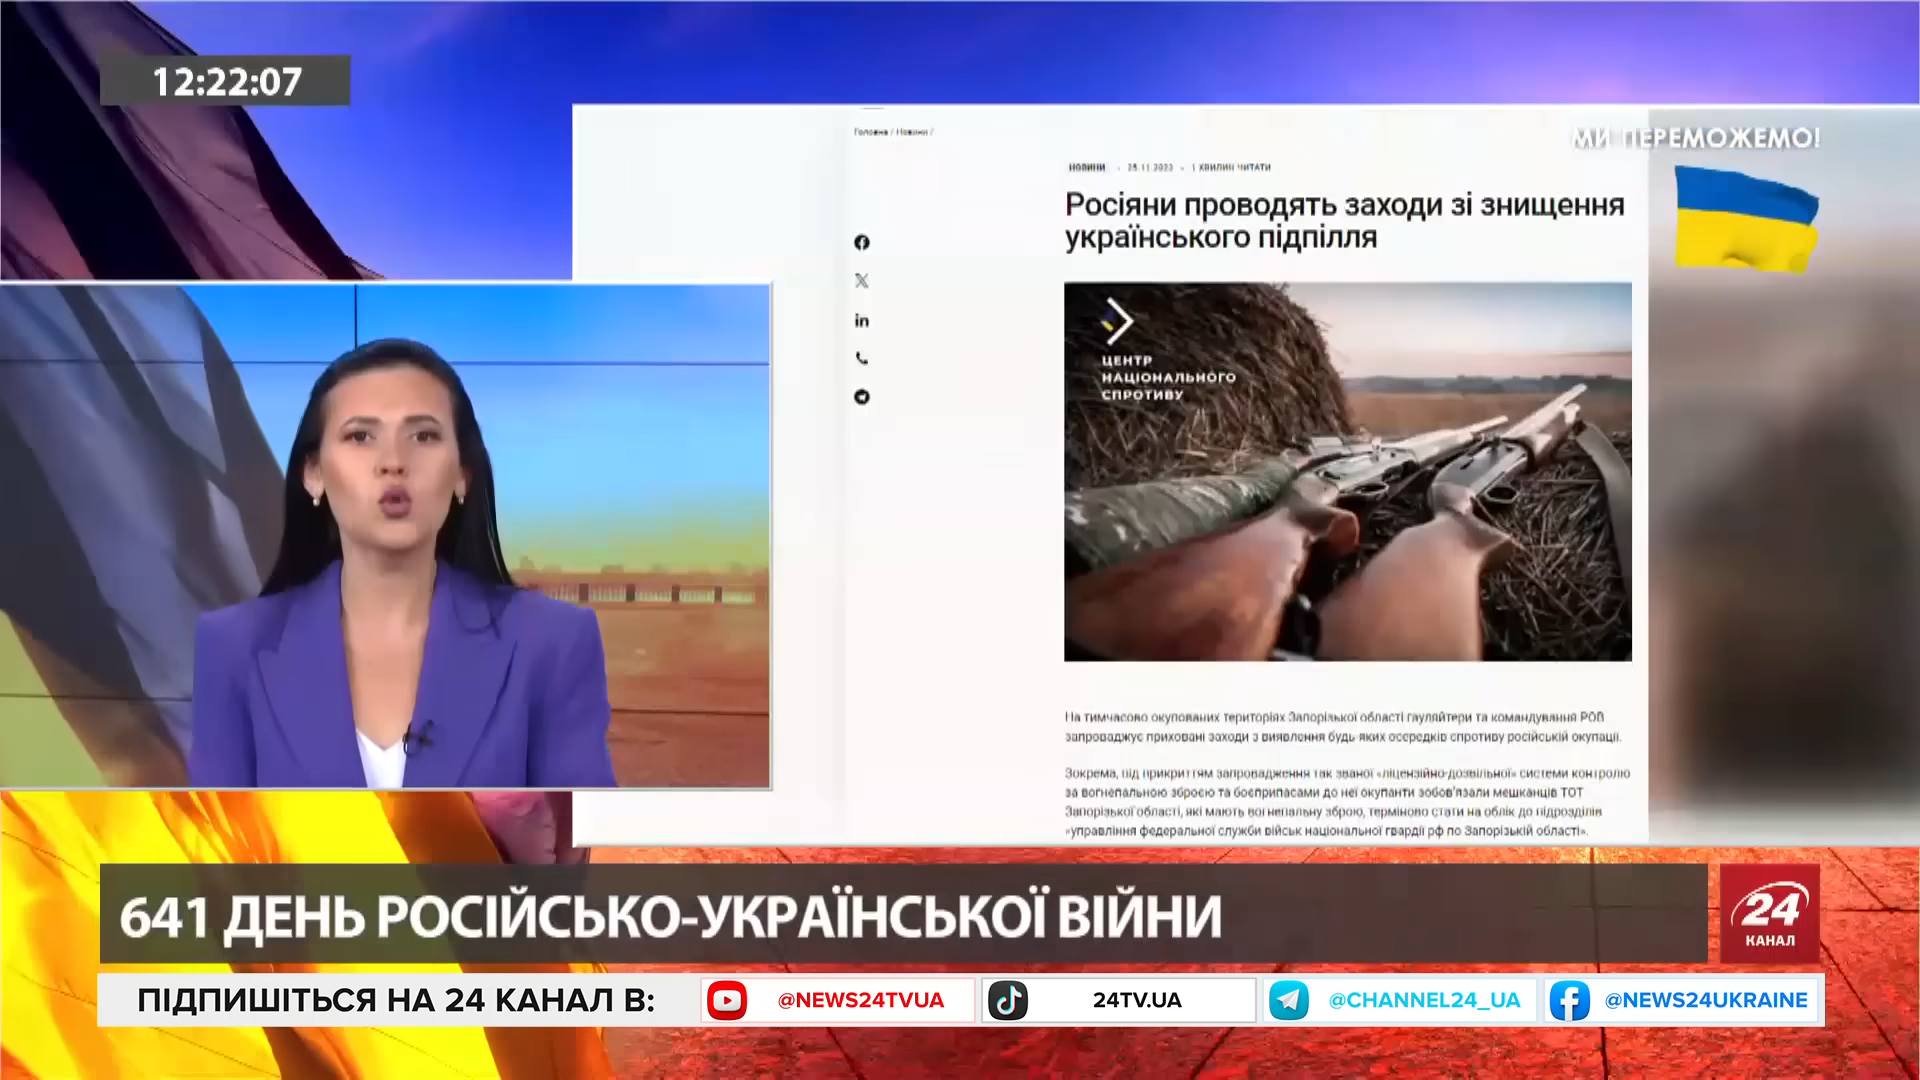 12:22:07
Головна / Новини /
МИ ПЕРЕМОЖЕМО!
НОВИНИ - 25.11.2023 - 1 ХВИЛИН ЧИТАТИ
Росіяни проводять заходи зі знищення
українського підпілля
ЦЕНТР
НАЦІОНАЛЬНОГО
СПРОТИВУ
На тимчасово окупованих територіях Запорізької області гауляйтери та командування РОВ
запроваджує приховані заходи з виявлення будь-яких осередків спротиву російській окупації.
Зокрема, під прикриттям запровадження так званої «ліцензійно-дозвільної» системи контролю
за вогнепальною зброєю та боєприпасами до неї окупанти зобов'язали мешканців ТОТ
Запорізької області, які мають вогнепальну зброю, терміново стати на облік до підрозділів
«управління федеральної служби військ національної гвардії рф по Запорізькій області».
641 ДЕНЬ РОСІЙСЬКО-УКРАЇНСЬКОЇ ВІЙНИ
24
КАНАЛ
ПІДПИШІТЬСЯ НА 24 КАНАЛ В: @NEWS24TVUA 24TV.UA @CHANNEL24_UA @NEWS24UKRAINE